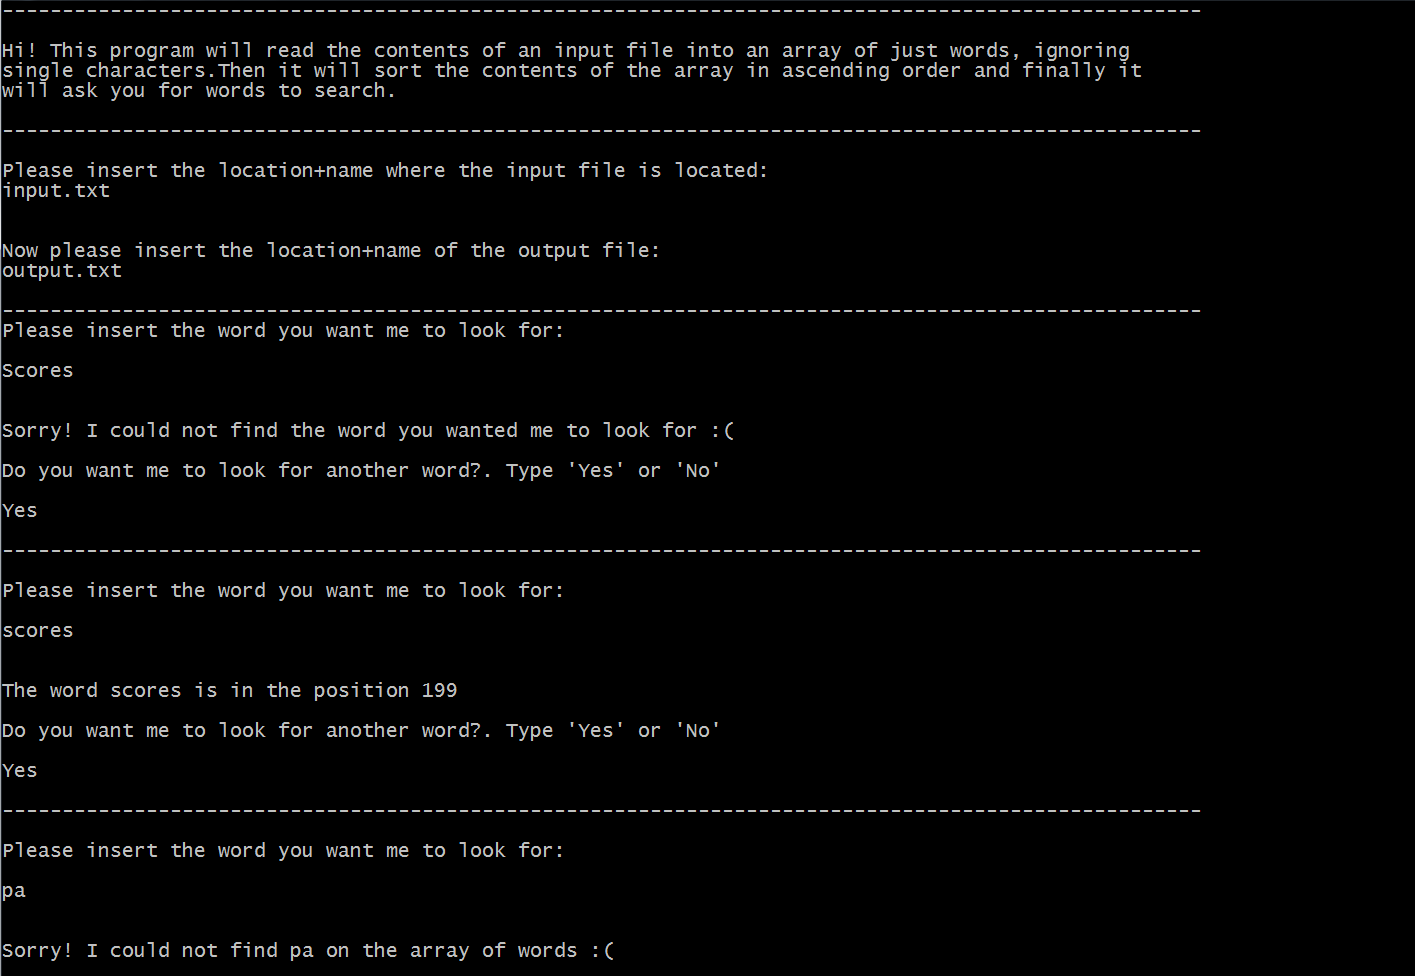 ----------------------------------------------------------------------------------------------------
Hi! This program will read the contents of an input file into an array of just words, ignoring
single characters.Then it will sort the contents of the array in ascending order and finally it
will ask you for words to search.
----------------------------------------------------------------------------------------------------
Please insert the location+name where the input file is located:
input.txt
Now please insert the location+name of the output file:
output.txt
----------------------------------------------------------------------------------------------------
Please insert the word you want me to look for:
Scores
Sorry! I could not find the word you wanted me to look for :(
Do you want me to look for another word?. Type 'Yes' or 'No'
Yes
----------------------------------------------------------------------------------------------------
Please insert the word you want me to look for:
scores
The word scores is in the position 199
Do you want me to look for another word?. Type 'Yes' or 'No'
Yes
----------------------------------------------------------------------------------------------------
Please insert the word you want me to look for:
pa
Sorry! I could not find pa on the array of words :(